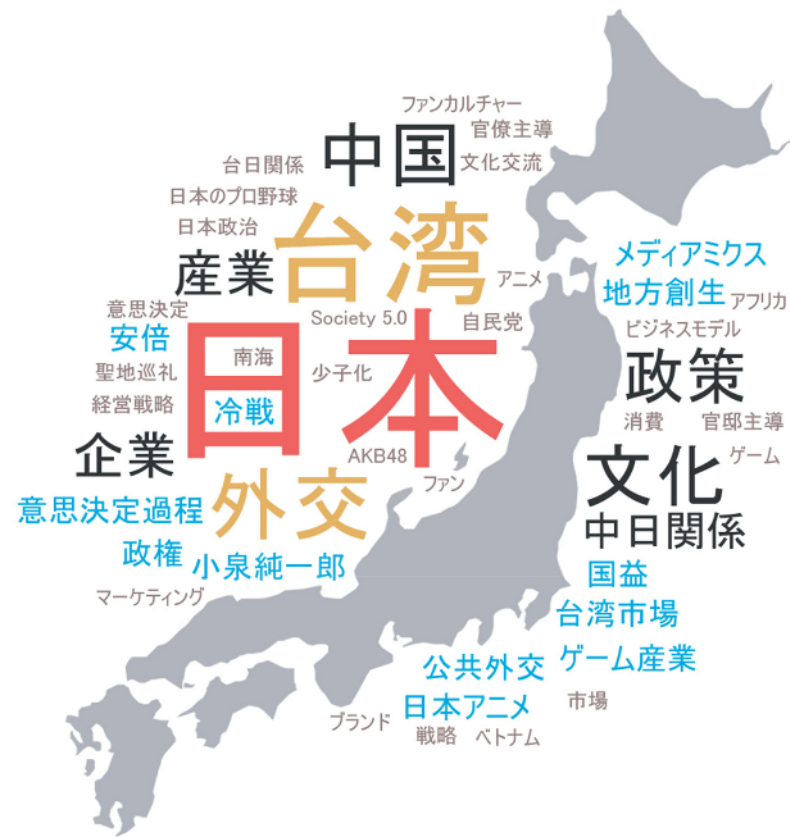 ファンカルチャー
官僚主導
中国
文化交流
台日関係
日本のプロ野球
台湾
日本政治
産業
アニメ
メディアミクス
地方創生
アフリカ
意思決定
Society 5.0
自民党
ビジネスモデル
安倍
日本
南海
少子化
聖地巡礼
政策
経営戦略
冷戦
消費
官邸主導
企業
AKB48
ゲーム
文化
ファン
外交
意思決定過程
中日関係
政権
小泉純一郎
国益
マーケティング
台湾市場
ゲーム産業
公共外交
日本アニメ
市場
ブランド
戦略
ベトナム